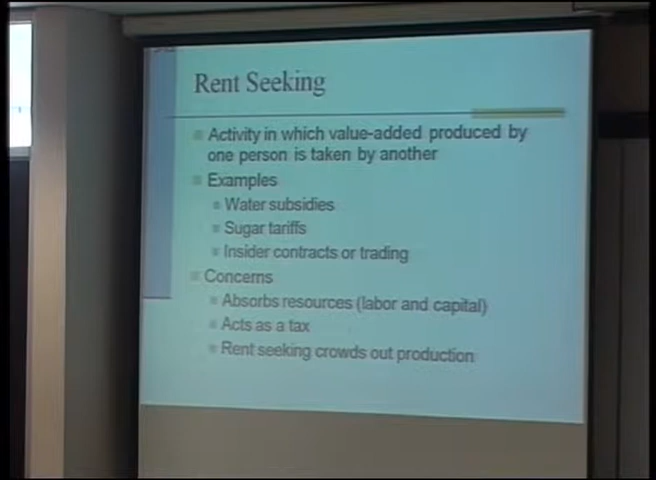 Rent Seeking
Activity in which value-added produced by
one person is taken by another
Examples
Water subsidies
Sugar tariffs
Insider contracts or trading
Concerns
Absorbs resources (labor and capital)
Acts as a tax
Rent seeking crowds out production